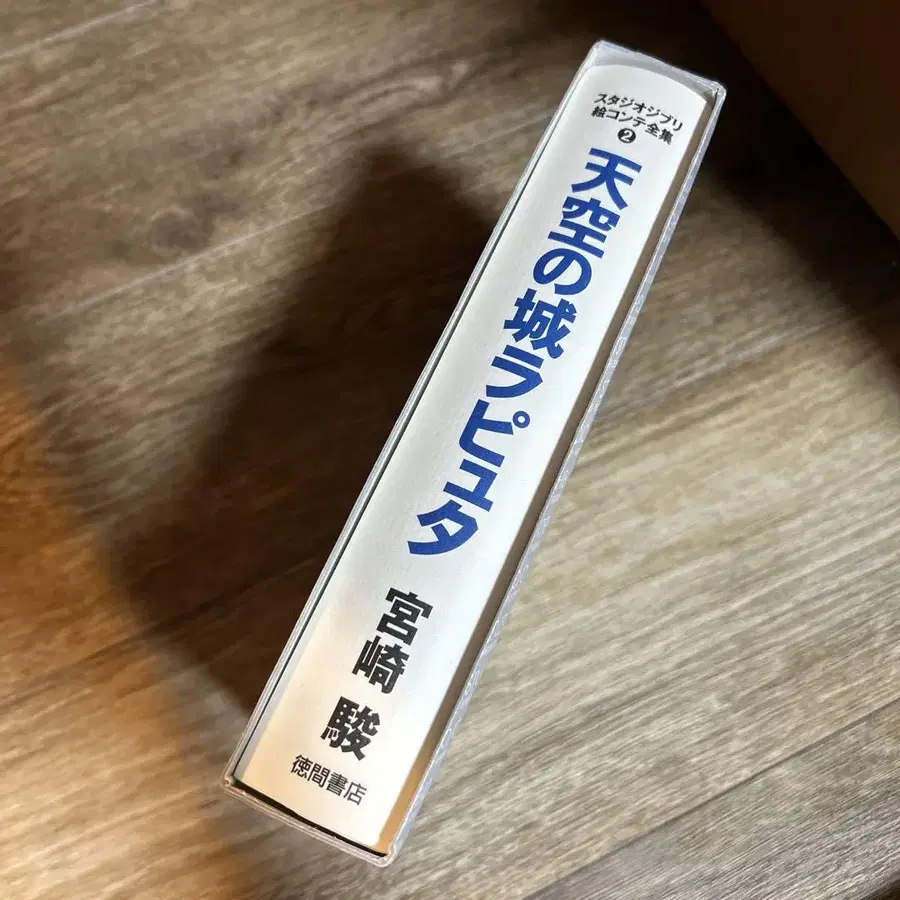 スタジオジブリ
絵コンテ全集
❷
天空の城ラピュタ
宮崎 駿
徳間書店